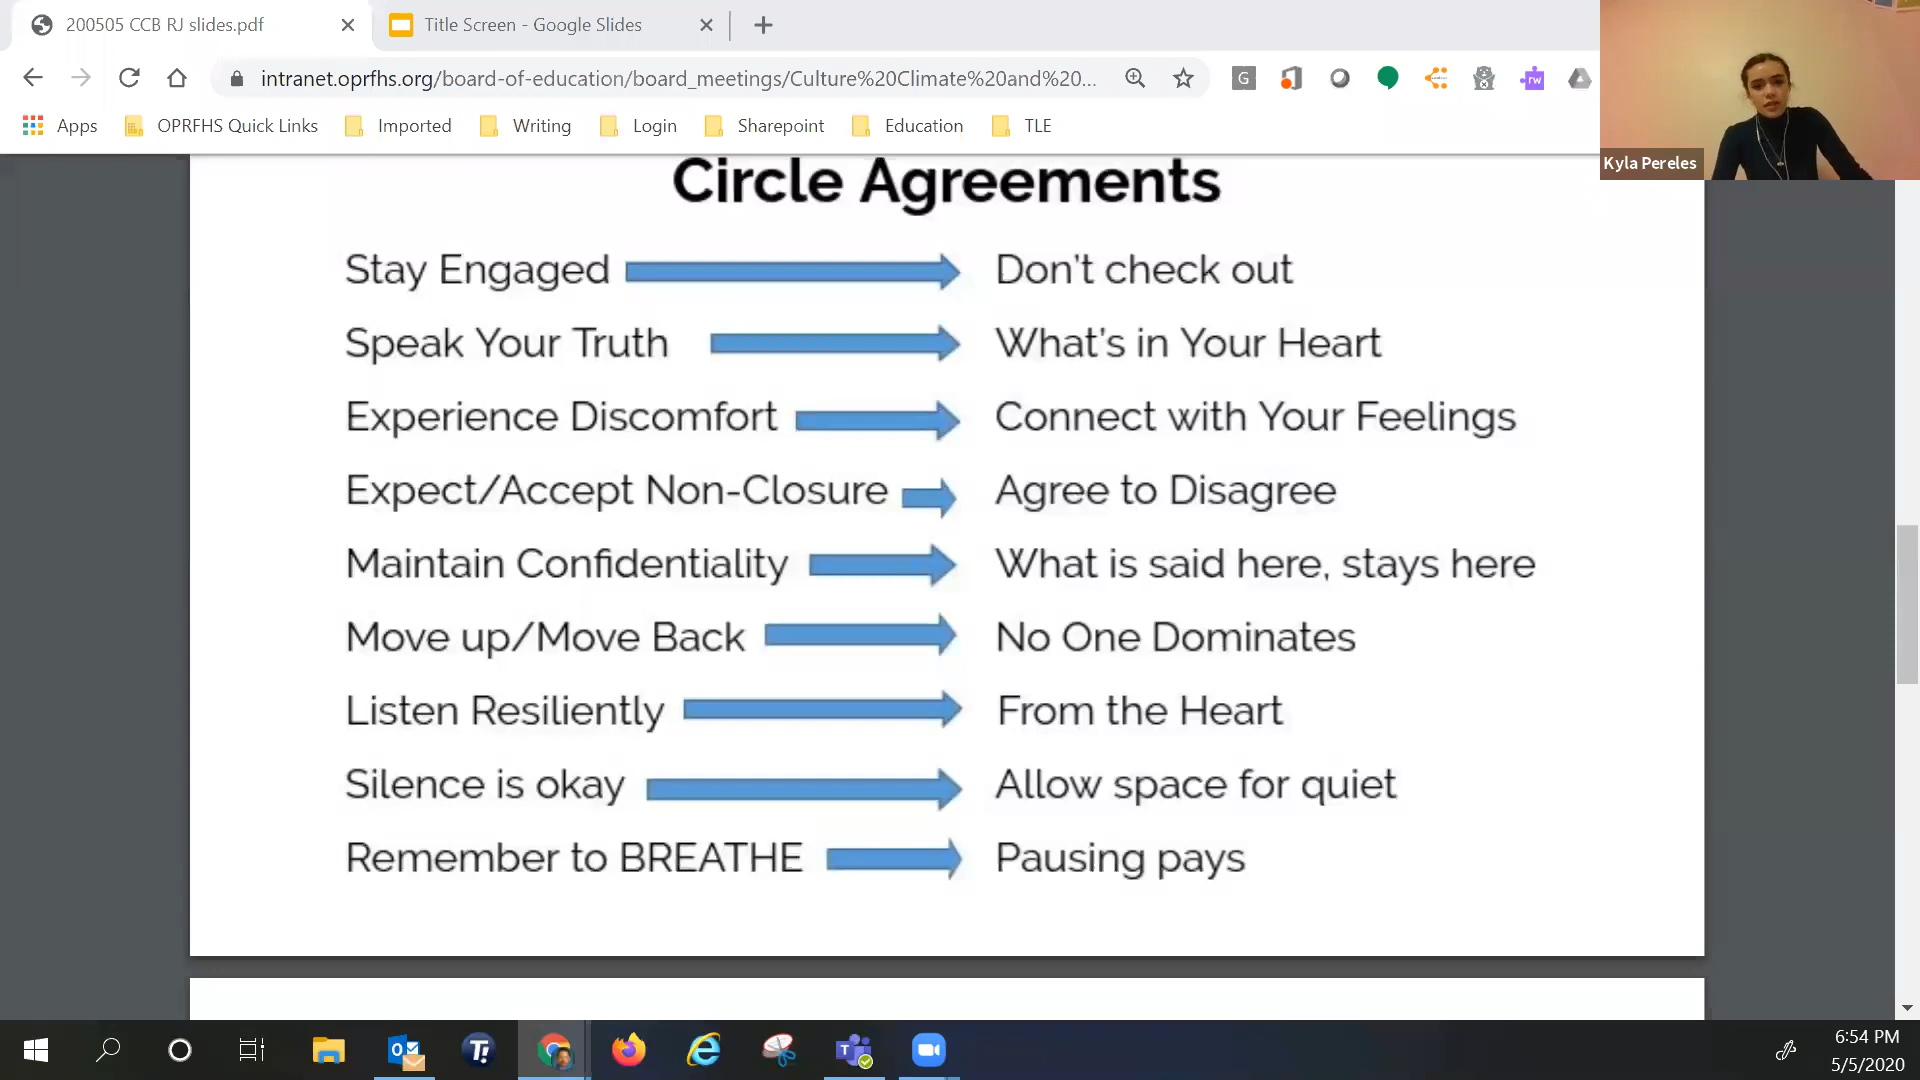 200505 CCB RJ slides.pdf
Title Screen - Google Slides
intranet.oprfhs.org/board-of-education/board_meetings/Culture%20Climate%20and%20...
Apps OPRFHS Quick Links Imported Writing Login Sharepoint Education TLE
Kyla Pereles
Circle Agreements
Stay Engaged Don't check out
Speak Your Truth What's in Your Heart
Experience Discomfort Connect with Your Feelings
Expect/Accept Non-Closure Agree to Disagree
Maintain Confidentiality What is said here, stays here
Move up/Move Back No One Dominates
Listen Resiliently From the Heart
Silence is okay Allow space for quiet
Remember to BREATHE Pausing pays
6:54 PM
5/5/2020